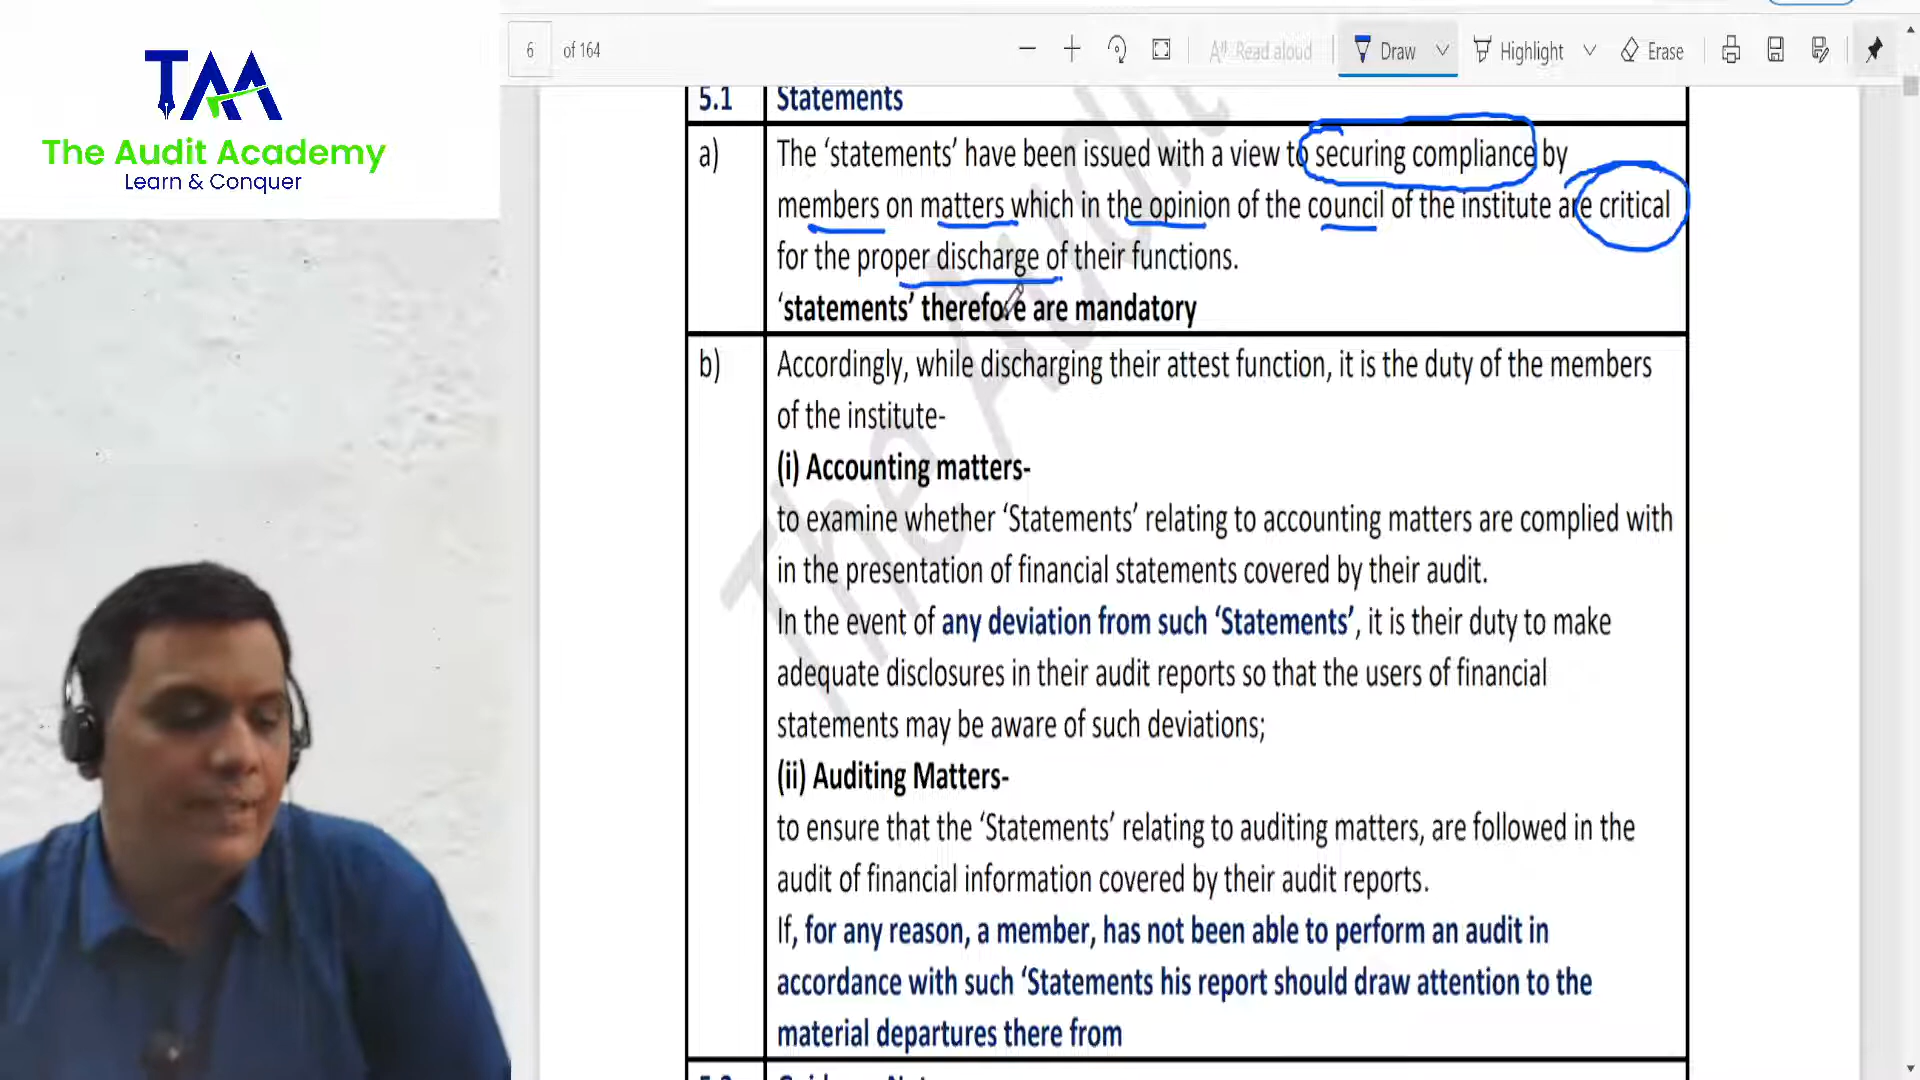 TAA
The Audit Academy
Learn & Conquer
6 of 164
Read aloud
Draw
Highlight
Erase
5.1 Statements
a) The ‘statements’ have been issued with a view to securing compliance by
members on matters which in the opinion of the council of the institute are critical
for the proper discharge of their functions.
‘statements’ therefore are mandatory
b) Accordingly, while discharging their attest function, it is the duty of the members
of the institute-
(i) Accounting matters-
to examine whether ‘Statements’ relating to accounting matters are complied with
in the presentation of financial statements covered by their audit.
In the event of any deviation from such ‘Statements’, it is their duty to make
adequate disclosures in their audit reports so that the users of financial
statements may be aware of such deviations;
(ii) Auditing Matters-
to ensure that the ‘Statements’ relating to auditing matters, are followed in the
audit of financial information covered by their audit reports.
If, for any reason, a member, has not been able to perform an audit in
accordance with such ‘Statements his report should draw attention to the
material departures there from
The Audit